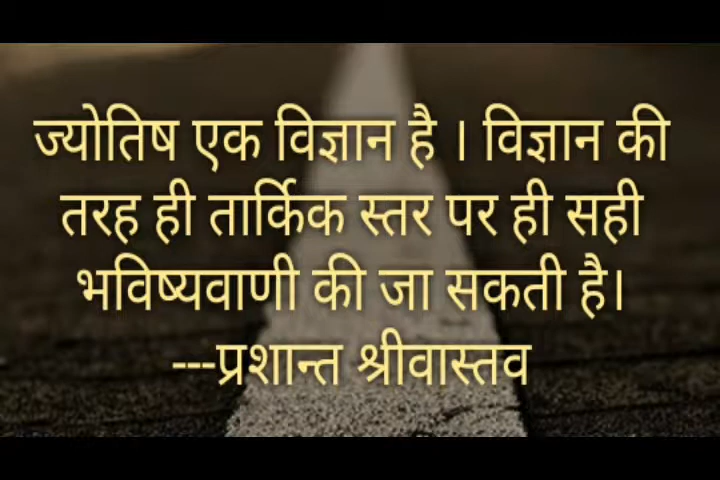 ज्योतिष एक विज्ञान है । विज्ञान की
तरह ही तार्किक स्तर पर ही सही
भविष्यवाणी की जा सकती है।
---प्रशान्त श्रीवास्तव